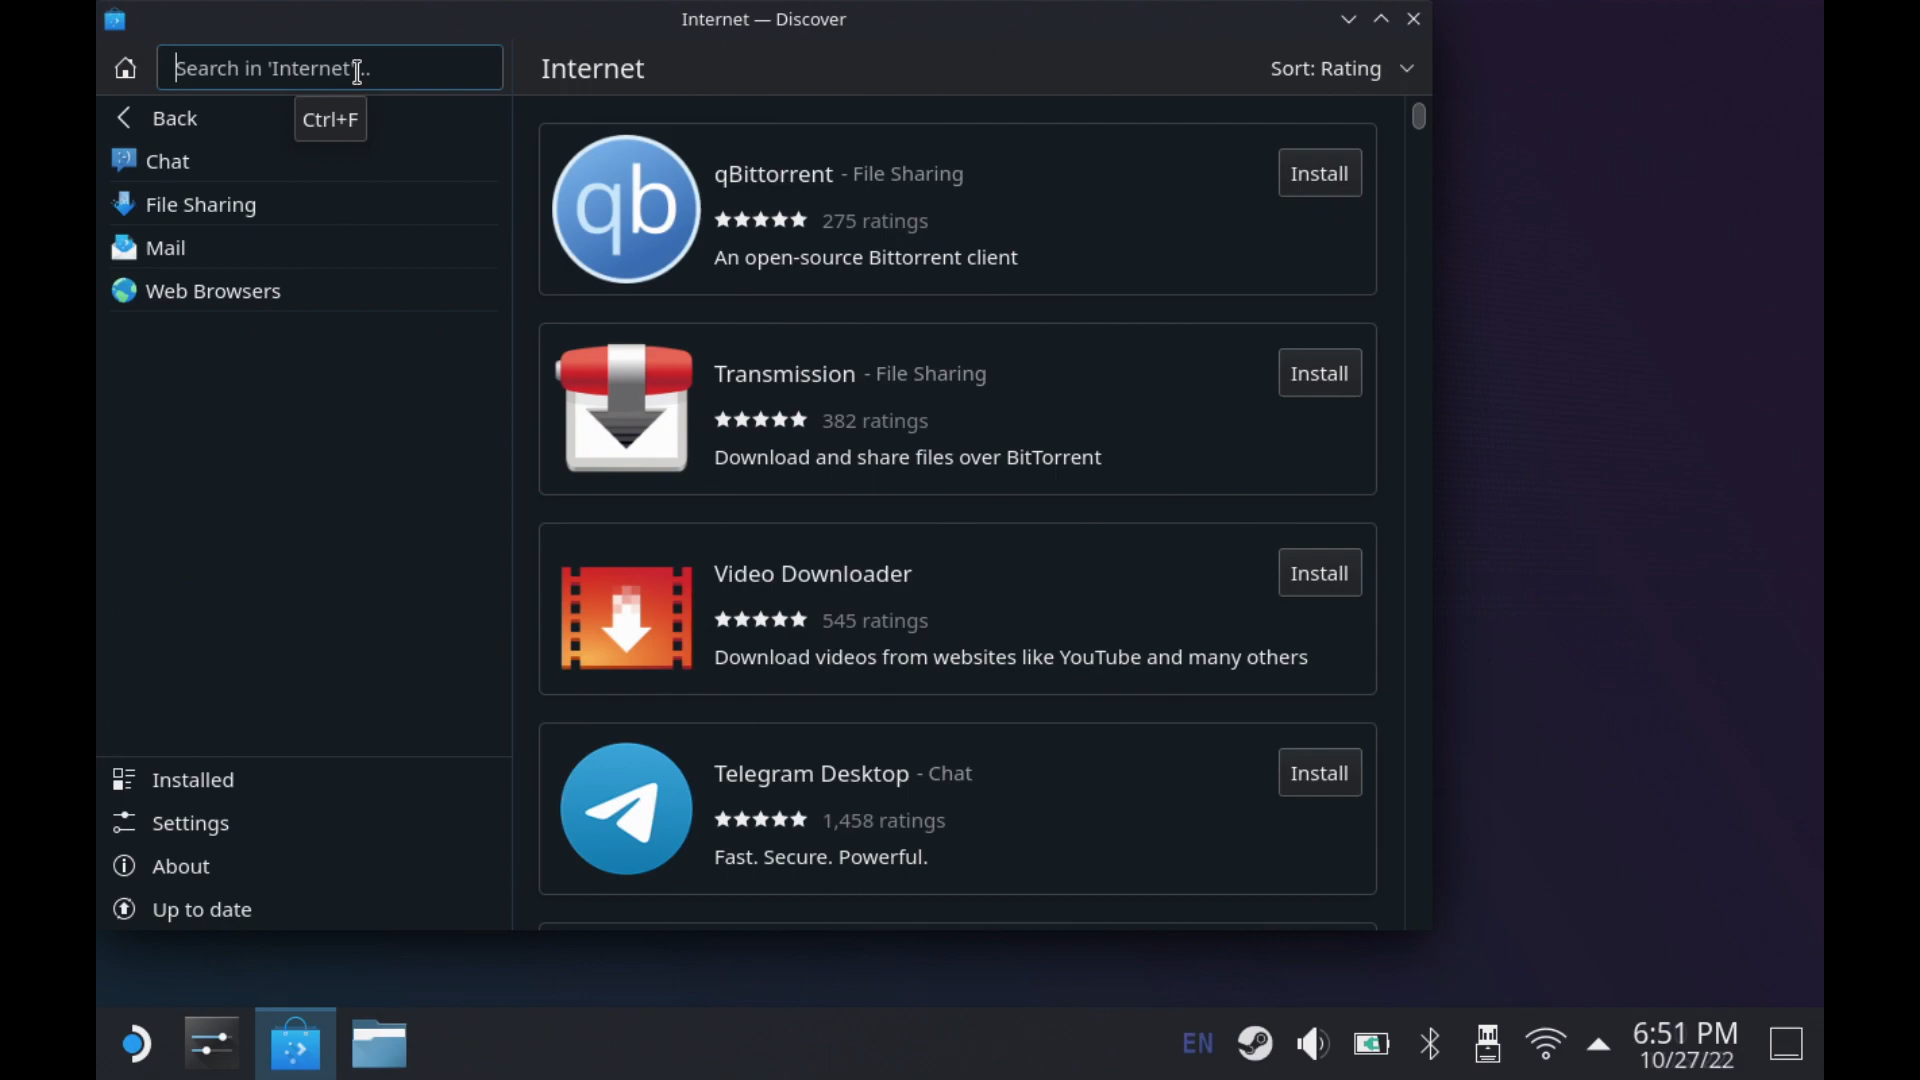 Internet — Discover
Search in 'Internet'...
Internet
Sort: Rating
Back
Ctrl+F
Chat
File Sharing
Mail
Web Browsers
Installed
Settings
About
Up to date
qb
qBittorrent - File Sharing
Install
275 ratings
An open-source Bittorrent client
Transmission - File Sharing
Install
382 ratings
Download and share files over BitTorrent
Video Downloader
Install
545 ratings
Download videos from websites like YouTube and many others
Telegram Desktop - Chat
Install
1,458 ratings
Fast. Secure. Powerful.
EN
6:51 PM
10/27/22